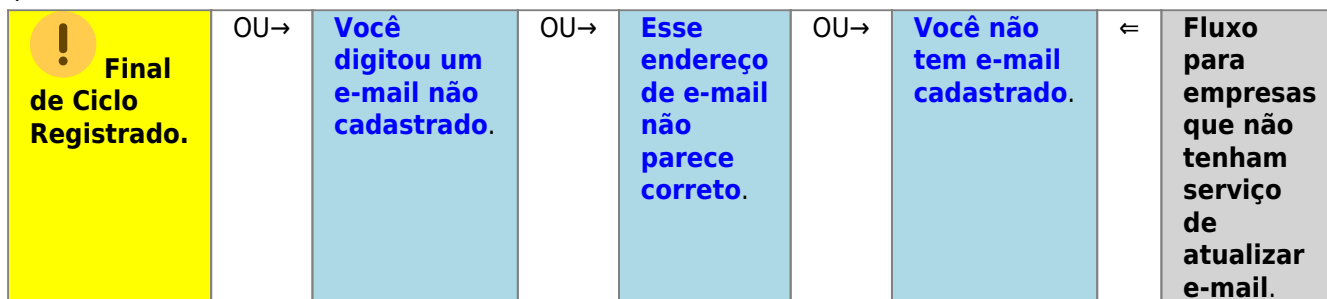 Final
de Ciclo
Registrado.
OU→
Você
digitou um
e-mail não
cadastrado.
OU→
Esse
endereço
de e-mail
não
parece
correto.
OU→
Você não
tem e-mail
cadastrado.
⇐
Fluxo
para
empresas
que não
tenham
serviço
de
atualizar
e-mail.